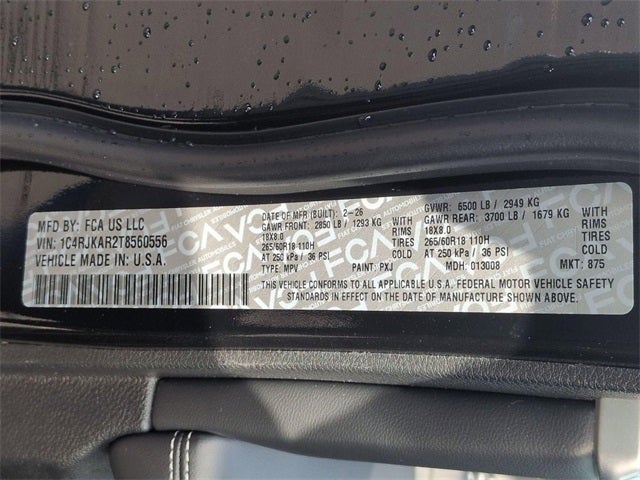 MFD BY: FCA US LLC
VIN: 1C4RJKAR2T8560556
VEHICLE MADE IN: U.S.A.
DATE OF MFR (BUILT): 2-26
GAWR FRONT: 2850 LB / 1293 KG WITH
18X8.0 RIMS
265/60R18 110H TIRES
AT 250 kPa / 36 PSI COLD
TYPE: MPV PAINT: PXJ
GVWR: 6500 LB / 2949 KG
GAWR REAR: 3700 LB / 1679 KG WITH
18X8.0 RIMS
265/60R18 110H TIRES
AT 250 kPa / 36 PSI COLD
MDH: 013008 MKT: 875
THIS VEHICLE CONFORMS TO ALL APPLICABLE U.S.A. FEDERAL MOTOR VEHICLE SAFETY
STANDARDS IN EFFECT ON THE DATE OF MANUFACTURE SHOWN ABOVE.